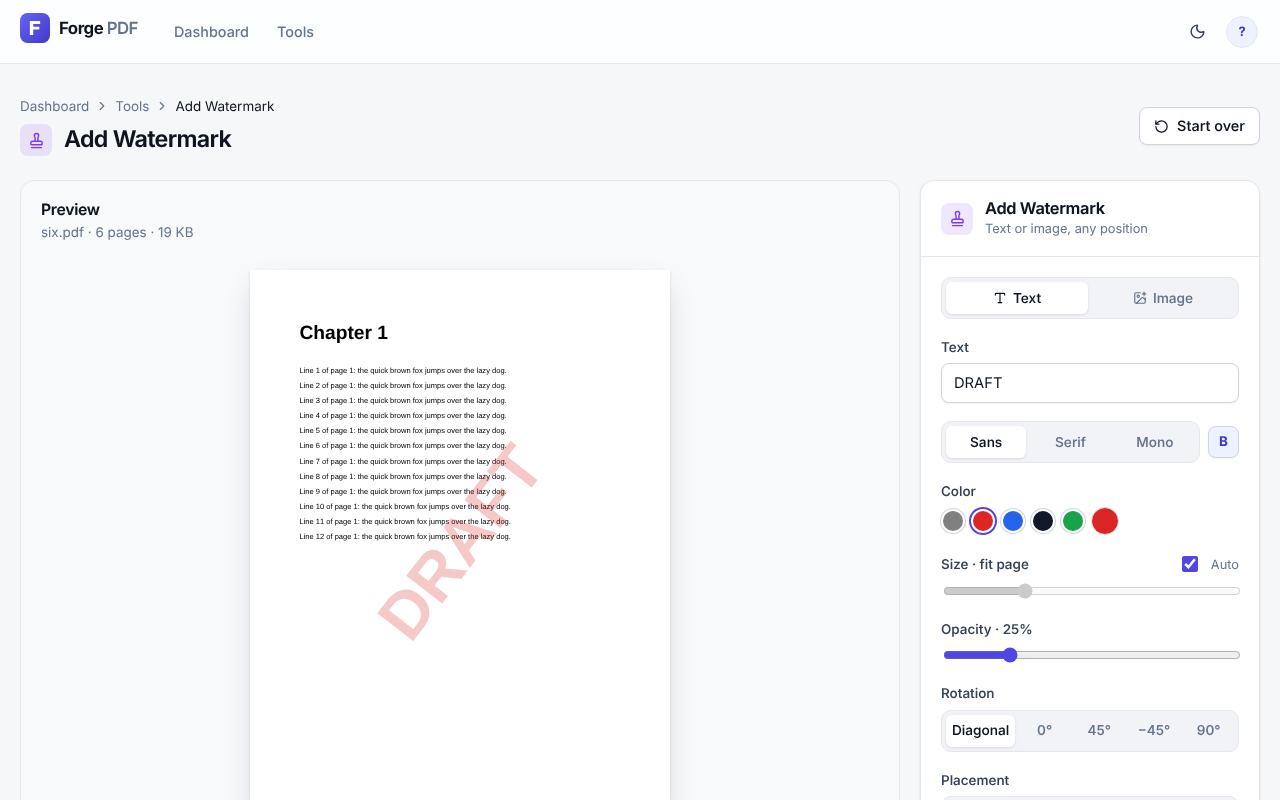 F Forge PDF Dashboard Tools ?
Dashboard > Tools > Add Watermark
Add Watermark
Start over
Preview
six.pdf · 6 pages · 19 KB
Chapter 1
Line 1 of page 1: the quick brown fox jumps over the lazy dog.
Line 2 of page 1: the quick brown fox jumps over the lazy dog.
Line 3 of page 1: the quick brown fox jumps over the lazy dog.
Line 4 of page 1: the quick brown fox jumps over the lazy dog.
Line 5 of page 1: the quick brown fox jumps over the lazy dog.
Line 6 of page 1: the quick brown fox jumps over the lazy dog.
Line 7 of page 1: the quick brown fox jumps over the lazy dog.
Line 8 of page 1: the quick brown fox jumps over the lazy dog.
Line 9 of page 1: the quick brown fox jumps over the lazy dog.
Line 10 of page 1: the quick brown fox jumps over the lazy dog.
Line 11 of page 1: the quick brown fox jumps over the lazy dog.
Line 12 of page 1: the quick brown fox jumps over the lazy dog.
DRAFT
Add Watermark
Text or image, any position
Text Image
Text
DRAFT
Sans Serif Mono B
Color
Size · fit page Auto
Opacity · 25%
Rotation
Diagonal 0° 45° −45° 90°
Placement